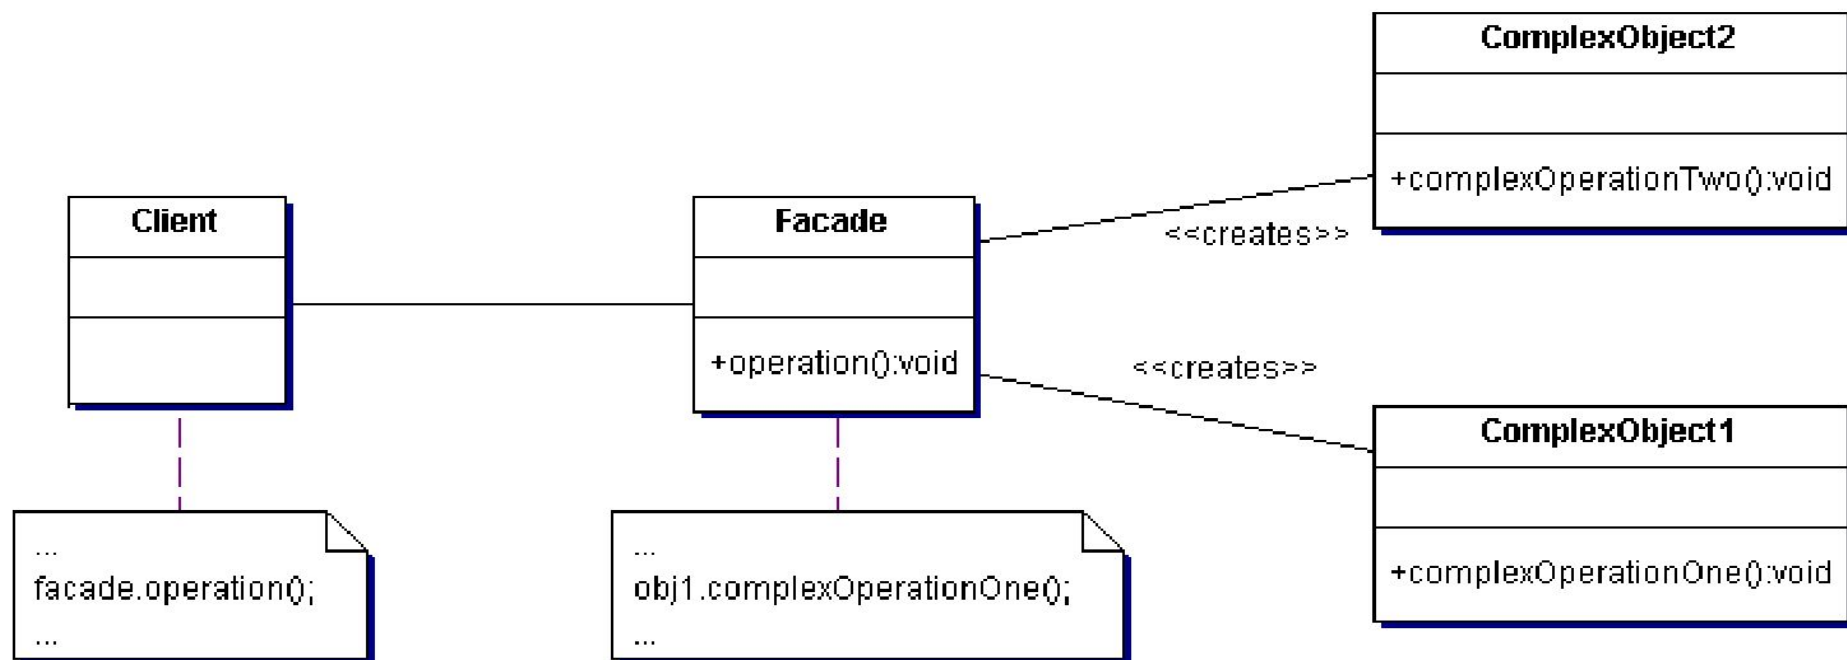 ComplexObject2
+complexOperationTwo():void
Client
Facade
<<creates>>
+operation():void
<<creates>>
ComplexObject1
+complexOperationOne():void
...
facade.operation();
...
...
obj1.complexOperationOne();
...